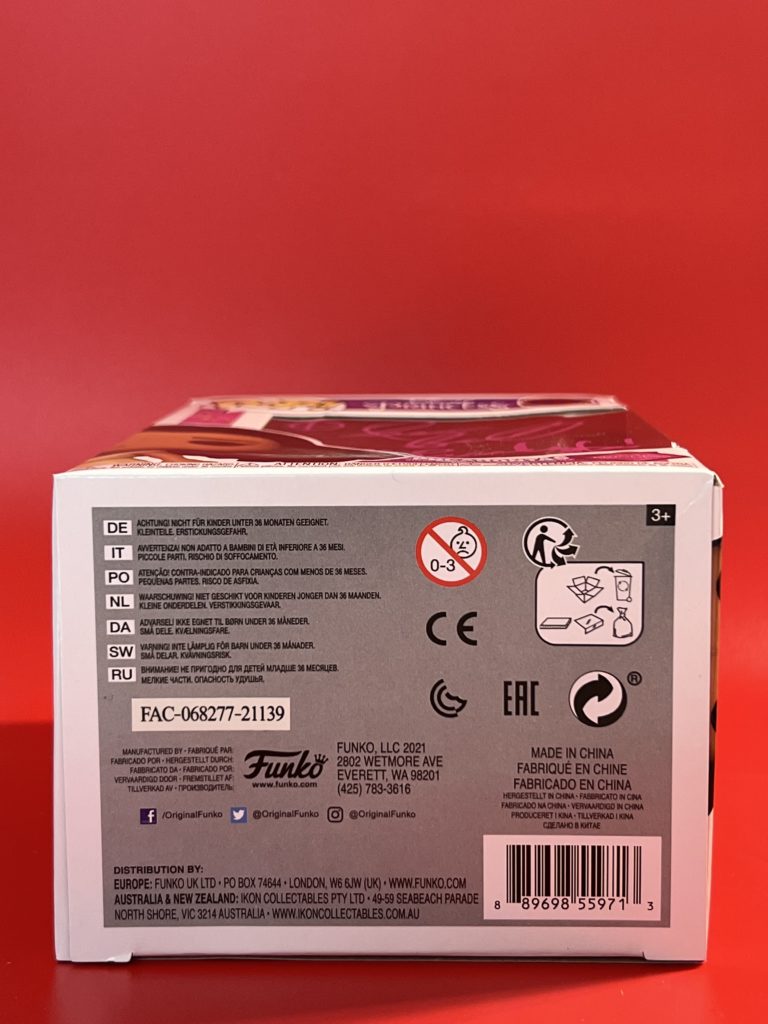 3+
DE ACHTUNG! NICHT FÜR KINDER UNTER 36 MONATEN GEEIGNET.
KLEINTEILE. ERSTICKUNGSGEFAHR.
IT AVVERTENZA! NON ADATTO A BAMBINI DI ETÀ INFERIORE A 36 MESI.
PICCOLE PARTI. RISCHIO DI SOFFOCAMENTO.
PO ATENÇÃO! CONTRA-INDICADO PARA CRIANÇAS COM MENOS DE 36 MESES.
PEQUENAS PARTES. RISCO DE ASFIXIA.
NL WAARSCHUWING! NIET GESCHIKT VOOR KINDEREN JONGER DAN 36 MAANDEN.
KLEINE ONDERDELEN. VERSTIKKINGSGEVAAR.
DA ADVARSEL! IKKE EGNET TIL BØRN UNDER 36 MÅNEDER.
SMÅ DELE. KVÆLNINGSFARE.
SW VARNING! INTE LÄMPLIG FÖR BARN UNDER 36 MÅNADER.
SMÅ DELAR. KVÄVNINGSRISK.
RU ВНИМАНИЕ! НЕ ПРИГОДНО ДЛЯ ДЕТЕЙ МЛАДШЕ 36 МЕСЯЦЕВ.
МЕЛКИЕ ЧАСТИ. ОПАСНОСТЬ УДУШЬЯ.
0-3
CE
EAC
®
FAC-068277-21139
MANUFACTURED BY • FABRIQUÉ PAR:
FABRICADO POR: • HERGESTELLT DURCH:
FABBRICATO DA • FABRICADO POR:
VERVAARDIGD DOOR • FREMSTILLET AF:
TILLVERKAD AV • ПРОИЗВОДИТЕЛЬ:
Funko
www.funko.com
FUNKO, LLC 2021
2802 WETMORE AVE
EVERETT, WA 98201
(425) 783-3616
/OriginalFunko @OriginalFunko @OriginalFunko
MADE IN CHINA
FABRIQUÉ EN CHINE
FABRICADO EN CHINA
HERGESTELLT IN CHINA • FABBRICATO IN CINA
FABRICADO NA CHINA • VERVAARDIGD IN CHINA
PRODUCERET I KINA • TILLVERKAD I KINA
СДЕЛАНО В КИТАЕ
DISTRIBUTION BY:
EUROPE: FUNKO UK LTD • PO BOX 74644 • LONDON, W6 6JW (UK) • WWW.FUNKO.COM
AUSTRALIA & NEW ZEALAND: IKON COLLECTABLES PTY LTD • 49-59 SEABEACH PARADE
NORTH SHORE, VIC 3214 AUSTRALIA • WWW.IKONCOLLECTABLES.COM.AU
8 89698 55971 3